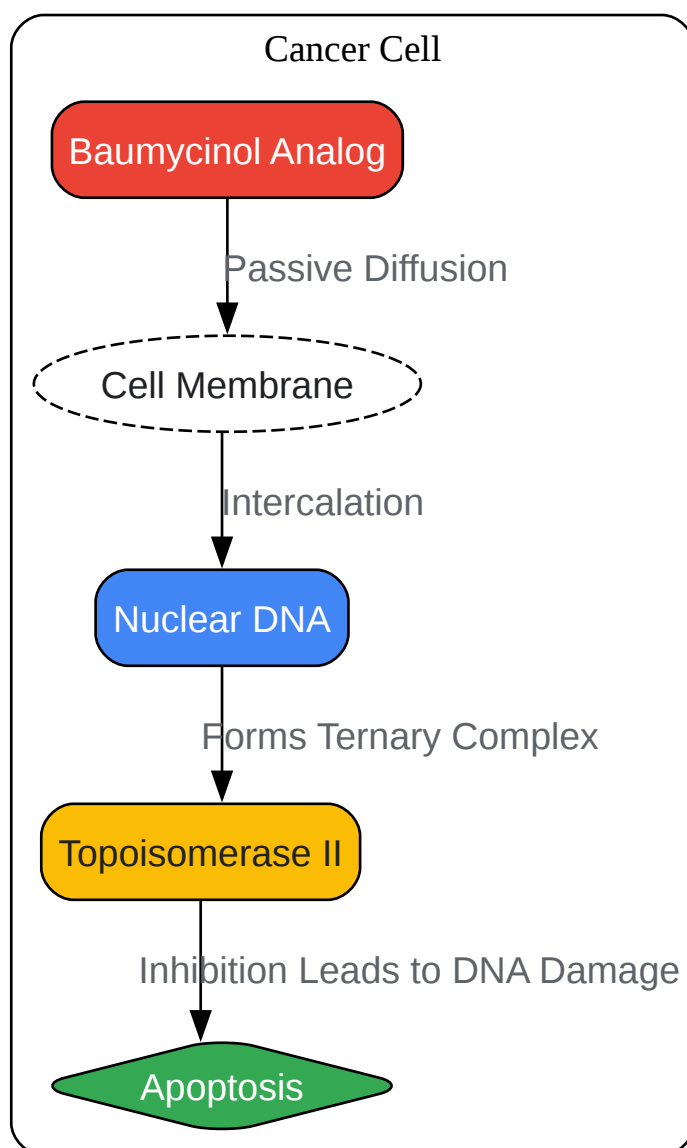 Cancer Cell
Baumycinol Analog
Passive Diffusion
Cell Membrane
Intercalation
Nuclear DNA
Forms Ternary Complex
Topoisomerase II
Inhibition Leads to DNA Damage
Apoptosis